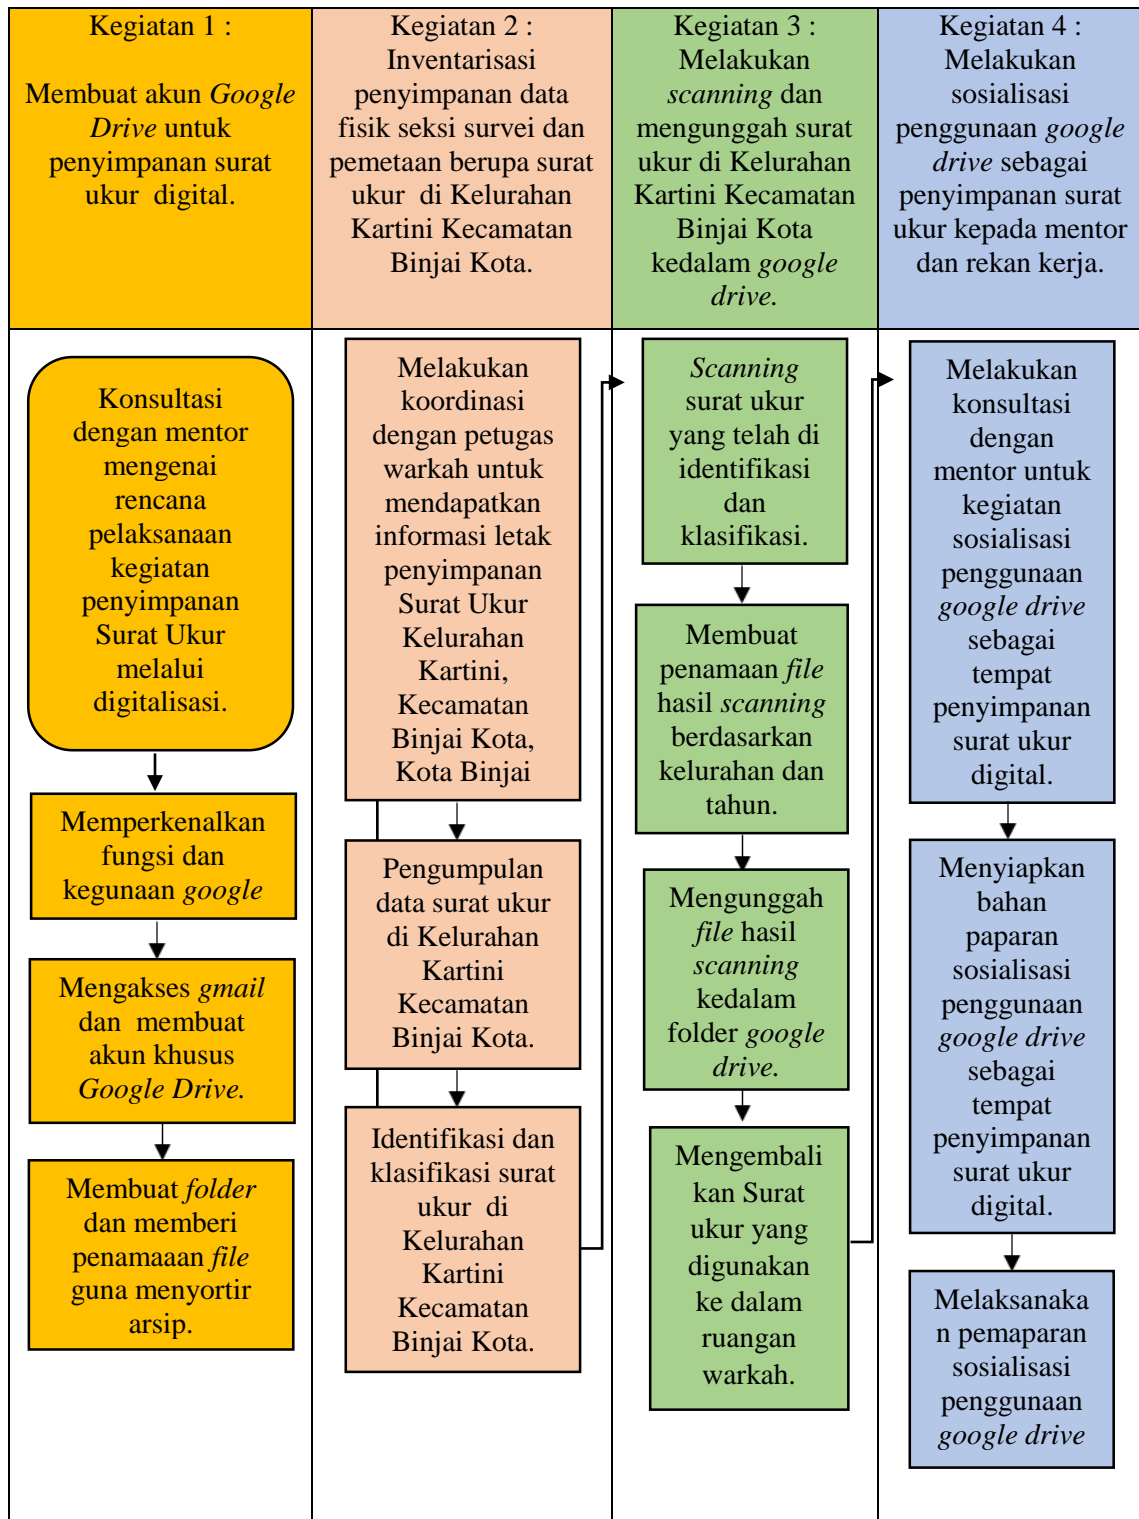 Kegiatan 1 :
Membuat akun Google
Drive untuk
penyimpanan surat
ukur digital.
Kegiatan 2 :
Inventarisasi
penyimpanan data
fisik seksi survei dan
pemetaan berupa surat
ukur di Kelurahan
Kartini Kecamatan
Binjai Kota.
Kegiatan 3 :
Melakukan
scanning dan
mengunggah surat
ukur di Kelurahan
Kartini Kecamatan
Binjai Kota
kedalam google
drive.
Kegiatan 4 :
Melakukan
sosialisasi
penggunaan google
drive sebagai
penyimpanan surat
ukur kepada mentor
dan rekan kerja.
Konsultasi
dengan mentor
mengenai
rencana
pelaksanaan
kegiatan
penyimpanan
Surat Ukur
melalui
digitalisasi.
Memperkenalkan
fungsi dan
kegunaan google
Mengakses gmail
dan membuat
akun khusus
Google Drive.
Membuat folder
dan memberi
penamaaan file
guna menyortir
arsip.
Melakukan
koordinasi
dengan petugas
warkah untuk
mendapatkan
informasi letak
penyimpanan
Surat Ukur
Kelurahan
Kartini,
Kecamatan
Binjai Kota,
Kota Binjai
Pengumpulan
data surat ukur
di Kelurahan
Kartini
Kecamatan
Binjai Kota.
Identifikasi dan
klasifikasi surat
ukur di
Kelurahan
Kartini
Kecamatan
Binjai Kota.
Scanning
surat ukur
yang telah di
identifikasi
dan
klasifikasi.
Membuat
penamaan file
hasil scanning
berdasarkan
kelurahan dan
tahun.
Mengunggah
file hasil
scanning
kedalam
folder google
drive.
Mengembali
kan Surat
ukur yang
digunakan
ke dalam
ruangan
warkah.
Melakukan
konsultasi
dengan
mentor untuk
kegiatan
sosialisasi
penggunaan
google drive
sebagai
tempat
penyimpanan
surat ukur
digital.
Menyiapkan
bahan
paparan
sosialisasi
penggunaan
google drive
sebagai
tempat
penyimpanan
surat ukur
digital.
Melaksanaka
n pemaparan
sosialisasi
penggunaan
google drive